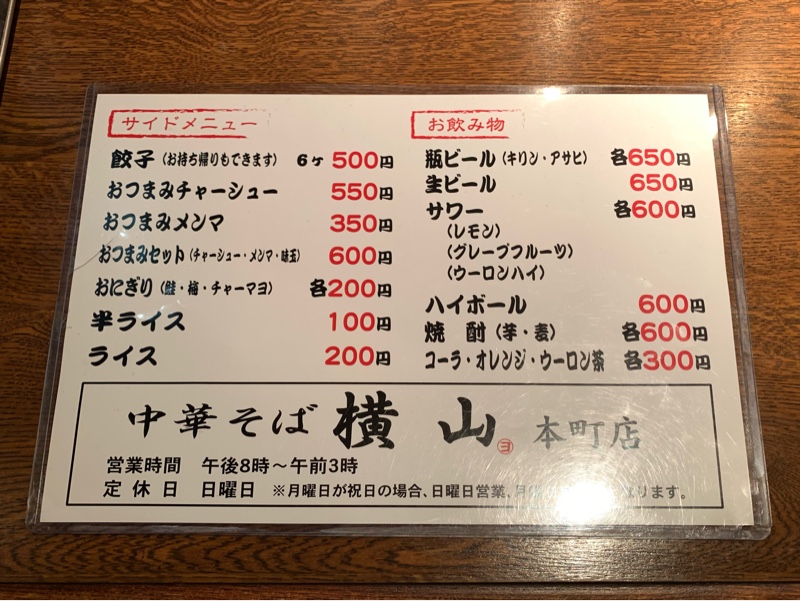 サイドメニュー
餃子（お持ち帰りもできます） 6ヶ 500円
おつまみチャーシュー 550円
おつまみメンマ 350円
おつまみセット（チャーシュー・メンマ・味玉） 600円
おにぎり（鮭・梅・チャーマヨ） 各200円
半ライス 100円
ライス 200円
お飲み物
瓶ビール（キリン・アサヒ） 各650円
生ビール 650円
サワー 各600円
（レモン）
（グレープフルーツ）
（ウーロンハイ）
ハイボール 600円
焼 酎（芋・麦） 各600円
コーラ・オレンジ・ウーロン茶 各300円
中華そば 横 山 ヨ 本町店
営業時間 午後8時〜午前3時
定休日 日曜日 ※月曜日が祝日の場合、日曜日営業、月 ります。